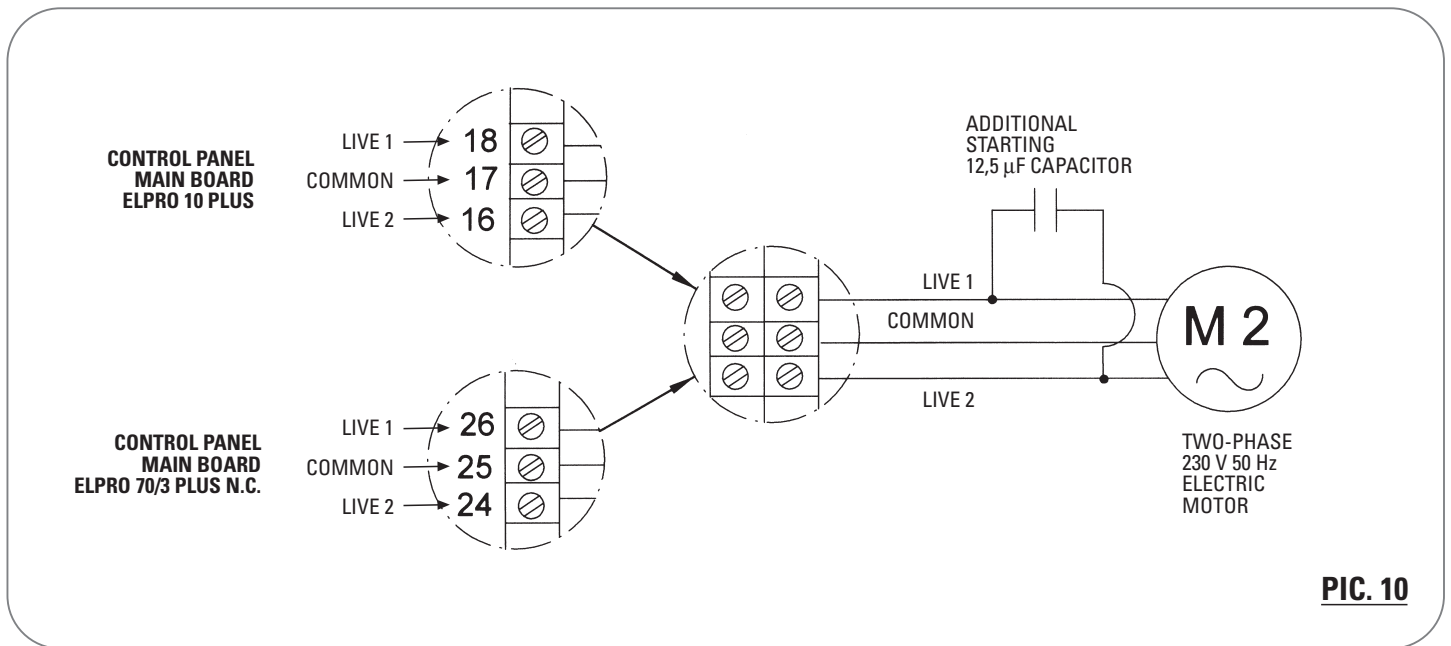 CONTROL PANEL
MAIN BOARD
ELPRO 10 PLUS
LIVE 1
18
COMMON
17
LIVE 2
16
CONTROL PANEL
MAIN BOARD
ELPRO 70/3 PLUS N.C.
LIVE 1
26
COMMON
25
LIVE 2
24
ADDITIONAL
STARTING
12,5 µF CAPACITOR
LIVE 1
COMMON
LIVE 2
M 2
TWO-PHASE
230 V 50 Hz
ELECTRIC
MOTOR
PIC. 10